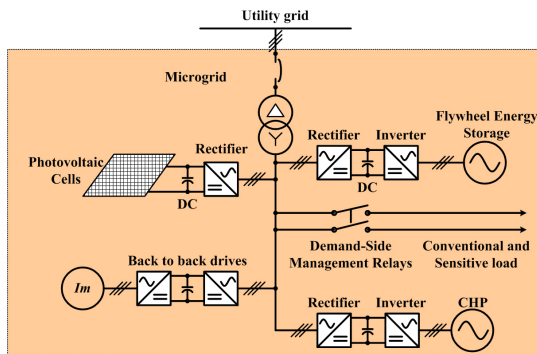 Utility grid
Microgrid
Photovoltaic
Cells
Rectifier
DC
Rectifier
Inverter
DC
Flywheel Energy
Storage
Demand-Side
Management Relays
Conventional and
Sensitive load
Back to back drives
Im
Rectifier
Inverter
CHP